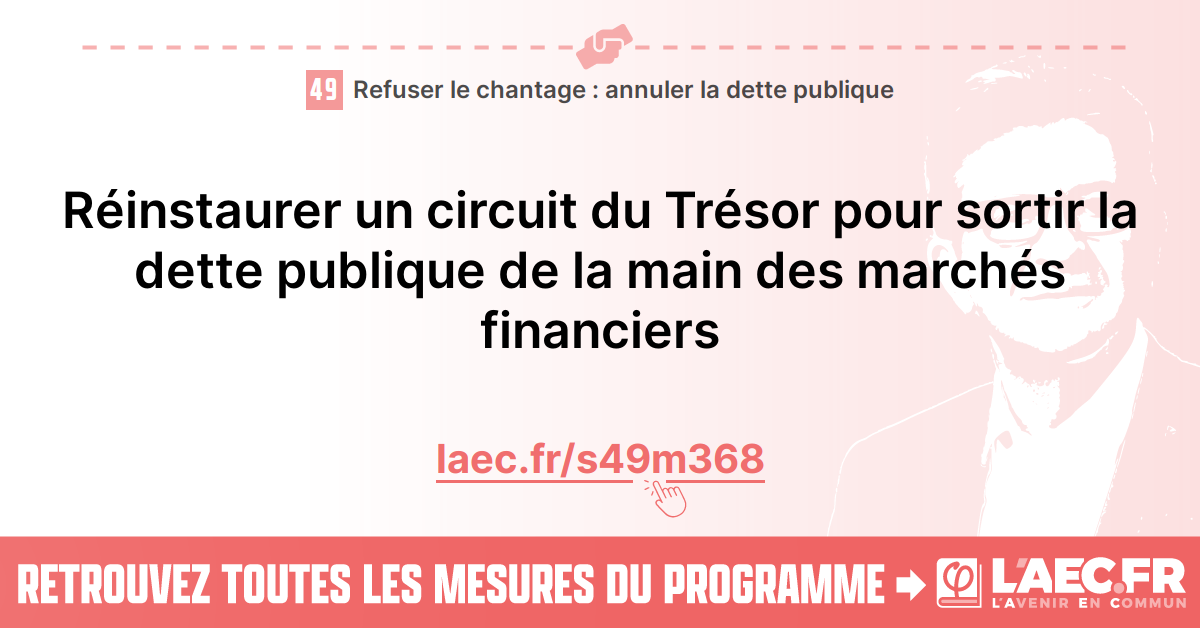 49 Refuser le chantage : annuler la dette publique
Réinstaurer un circuit du Trésor pour sortir la
dette publique de la main des marchés
financiers
laec.fr/s49m368
RETROUVEZ TOUTES LES MESURES DU PROGRAMME
φ L'AEC.FR
L'AVENIR EN COMMUN